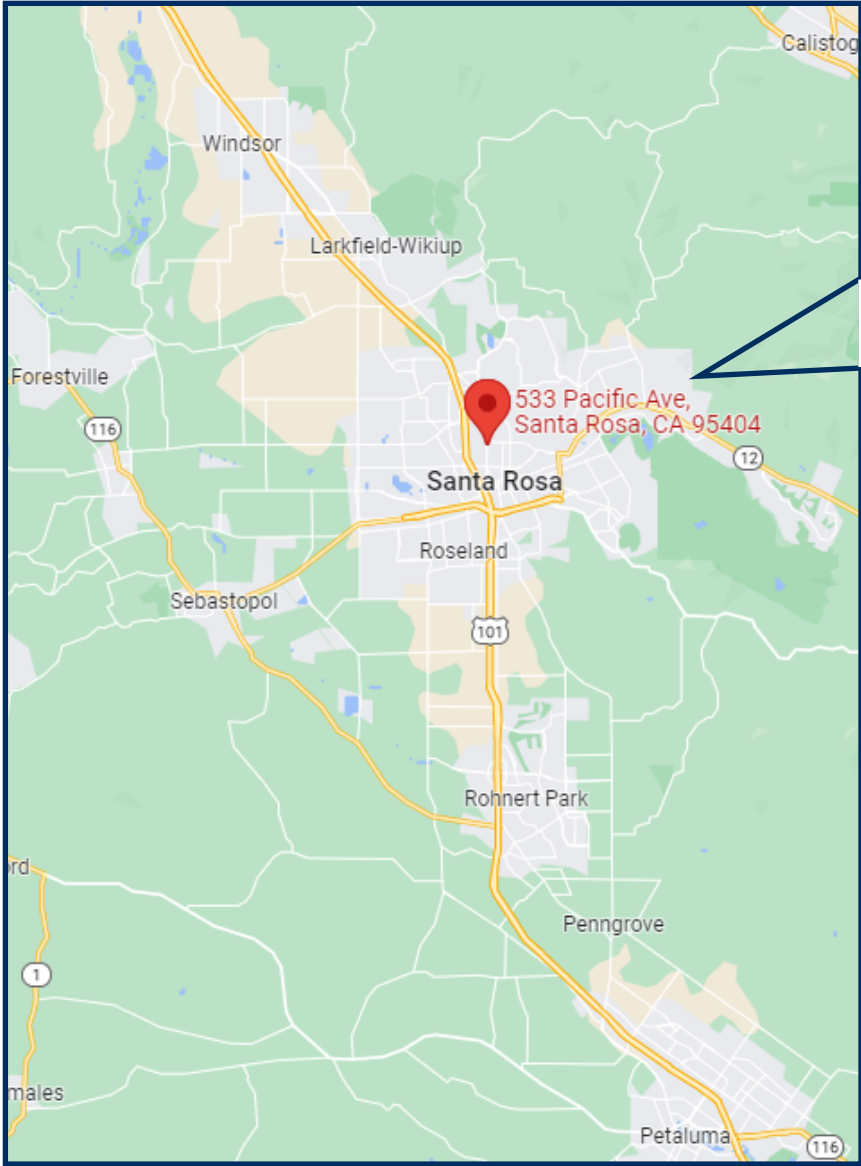 Calistog
Windsor
Larkfield-Wikiup
Forestville
116
533 Pacific Ave,
Santa Rosa, CA 95404
12
Santa Rosa
Roseland
Sebastopol
101
Rohnert Park
ord
Penngrove
1
males
Petaluma
116